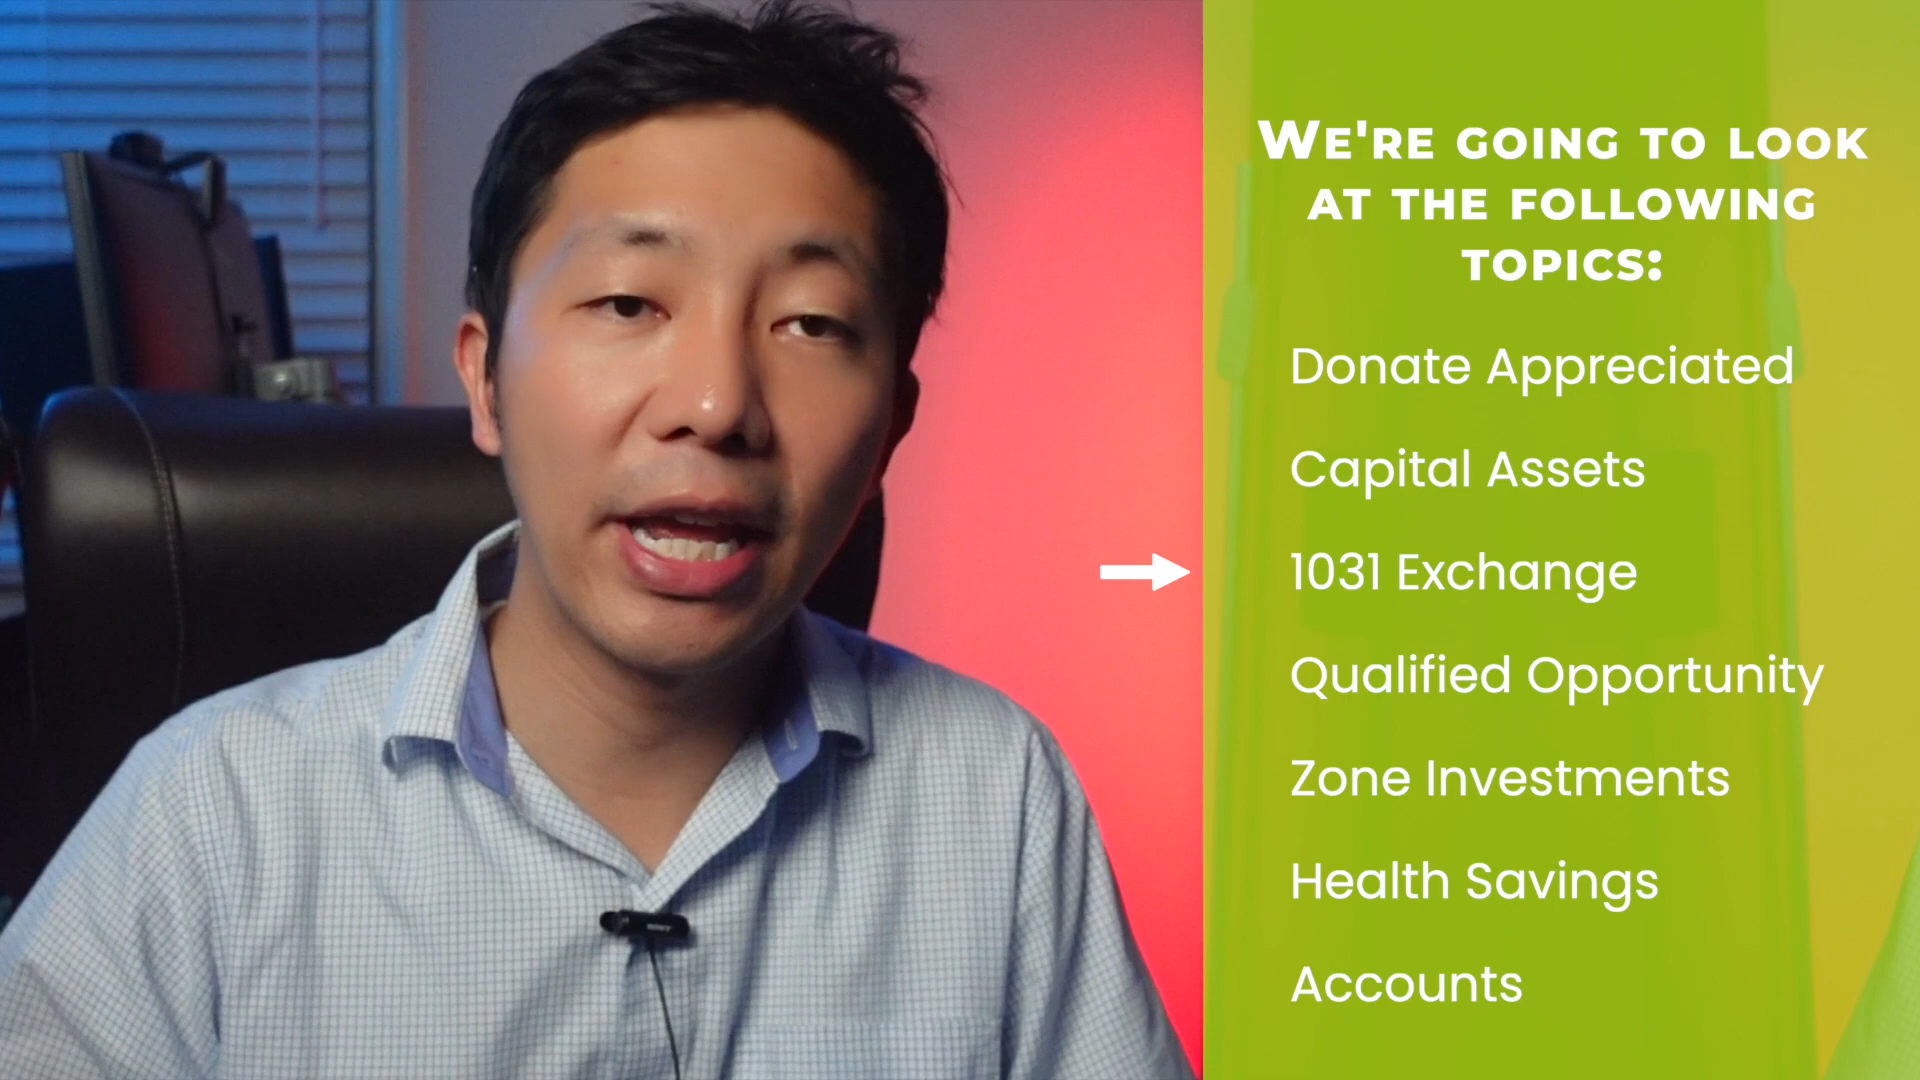 WE'RE GOING TO LOOK
AT THE FOLLOWING
TOPICS:
Donate Appreciated
Capital Assets
1031 Exchange
Qualified Opportunity
Zone Investments
Health Savings
Accounts
SONY